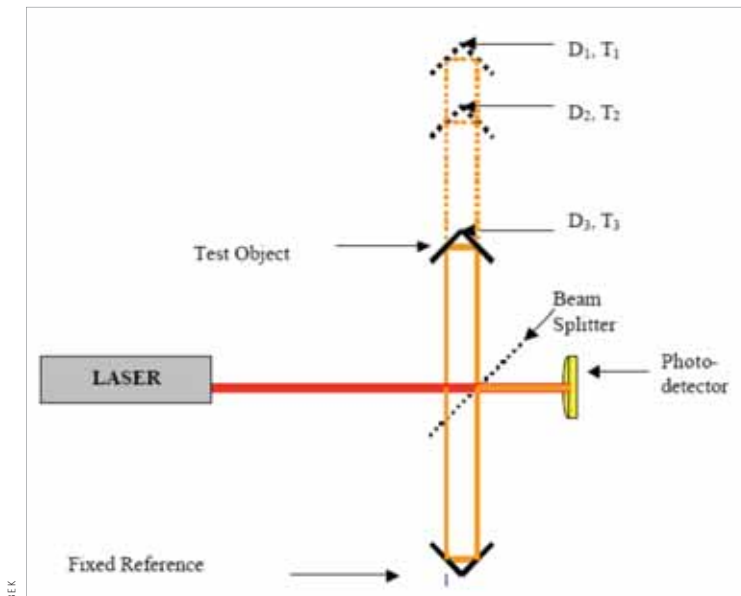 D₁, T₁
D₂, T₂
D₃, T₃
Test Object
Beam
Splitter
Photo-
detector
LASER
Fixed Reference